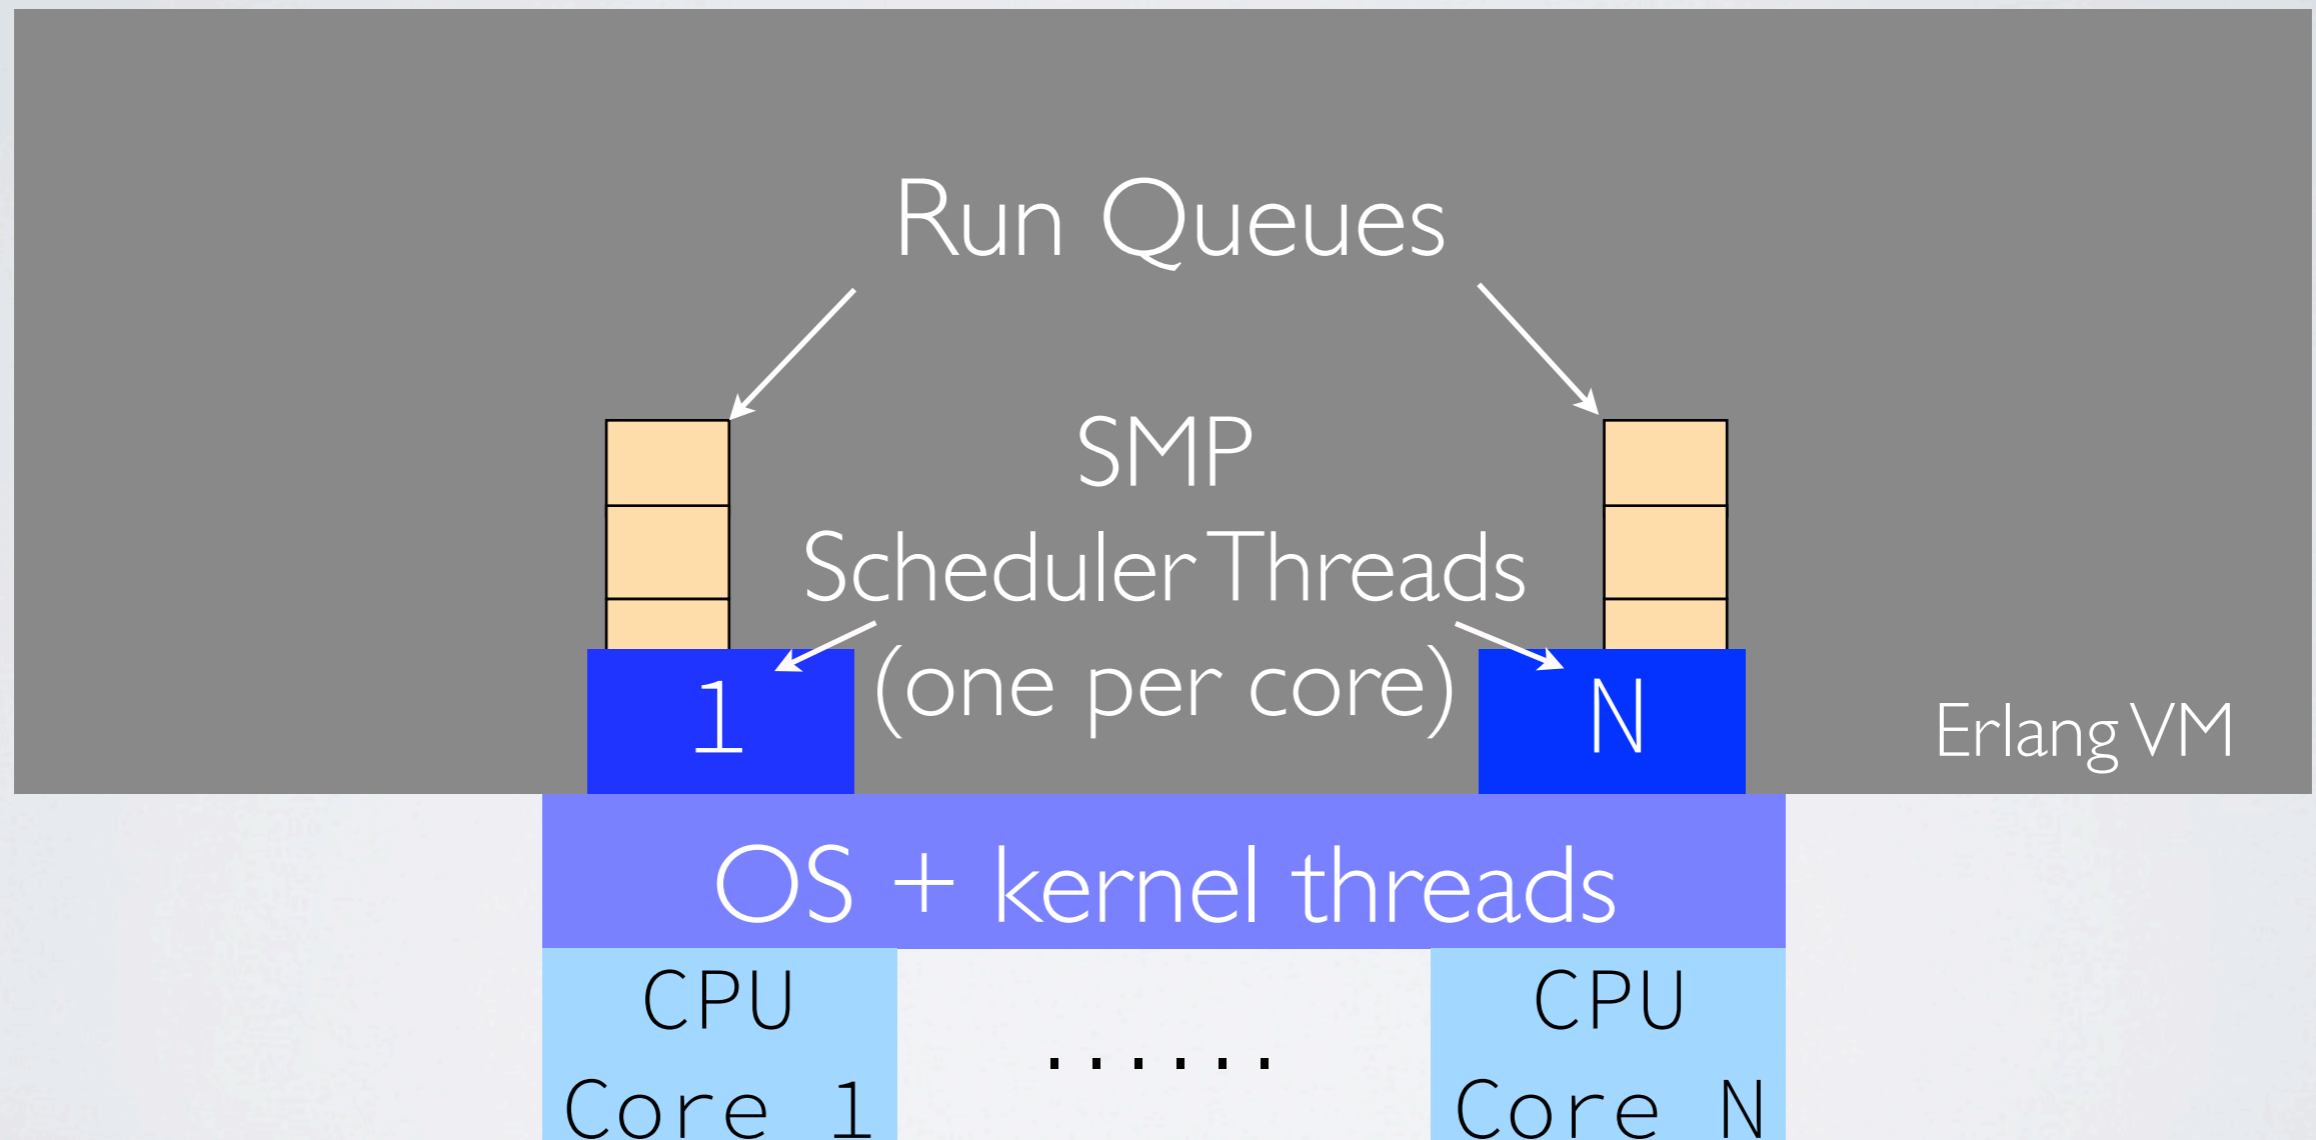 Run Queues
SMP
Scheduler Threads
(one per core)
1
N
Erlang VM
OS + kernel threads
CPU
Core 1
......
CPU
Core N